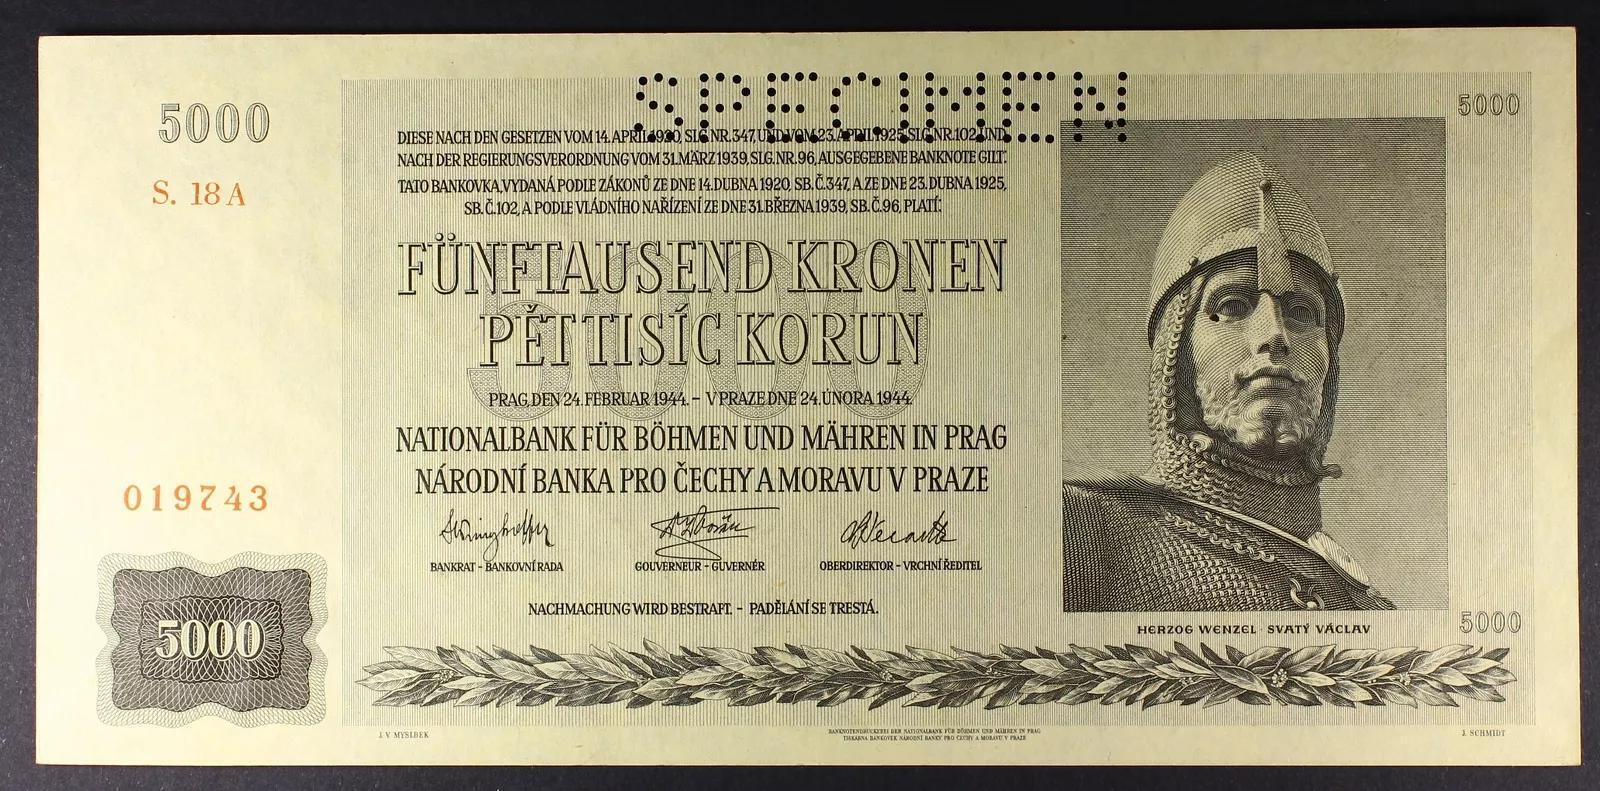 SPECIMEN
5000
5000
S. 18 A
DIESE NACH DEN GESETZEN VOM 14. APRIL 1920, SLG. NR. 347, UND VOM 23. APRIL 1925, SLG. NR. 102, UND
NACH DER REGIERUNGSVERORDNUNG VOM 31. MÄRZ 1939, SLG. NR. 96, AUSGEGEBENE BANKNOTE GILT.
TATO BANKOVKA, VYDANÁ PODLE ZÁKONŮ ZE DNE 14. DUBNA 1920, SB. Č. 347, A ZE DNE 23. DUBNA 1925,
SB. Č. 102, A PODLE VLÁDNÍHO NAŘÍZENÍ ZE DNE 31. BŘEZNA 1939, SB. Č. 96, PLATÍ.
5000
FÜNFTAUSEND KRONEN
PĚT TISÍC KORUN
PRAG, DEN 24. FEBRUAR 1944. – V PRAZE DNE 24. ÚNORA 1944.
NATIONALBANK FÜR BÖHMEN UND MÄHREN IN PRAG
NÁRODNÍ BANKA PRO ČECHY A MORAVU V PRAZE
019743
BANKRAT – BANKOVNÍ RADA
GOUVERNEUR – GUVERNÉR
OBERDIREKTOR – VRCHNÍ ŘEDITEL
NACHMACHUNG WIRD BESTRAFT. – PADĚLÁNÍ SE TRESTÁ.
5000
HERZOG WENZEL · SVATÝ VÁCLAV
5000
J. V. MYSLBEK
BANKNOTENDRUCKEREI DER NATIONALBANK FÜR BÖHMEN UND MÄHREN IN PRAG
TISKÁRNA BANKOVEK NÁRODNÍ BANKY PRO ČECHY A MORAVU V PRAZE
J. SCHMIDT